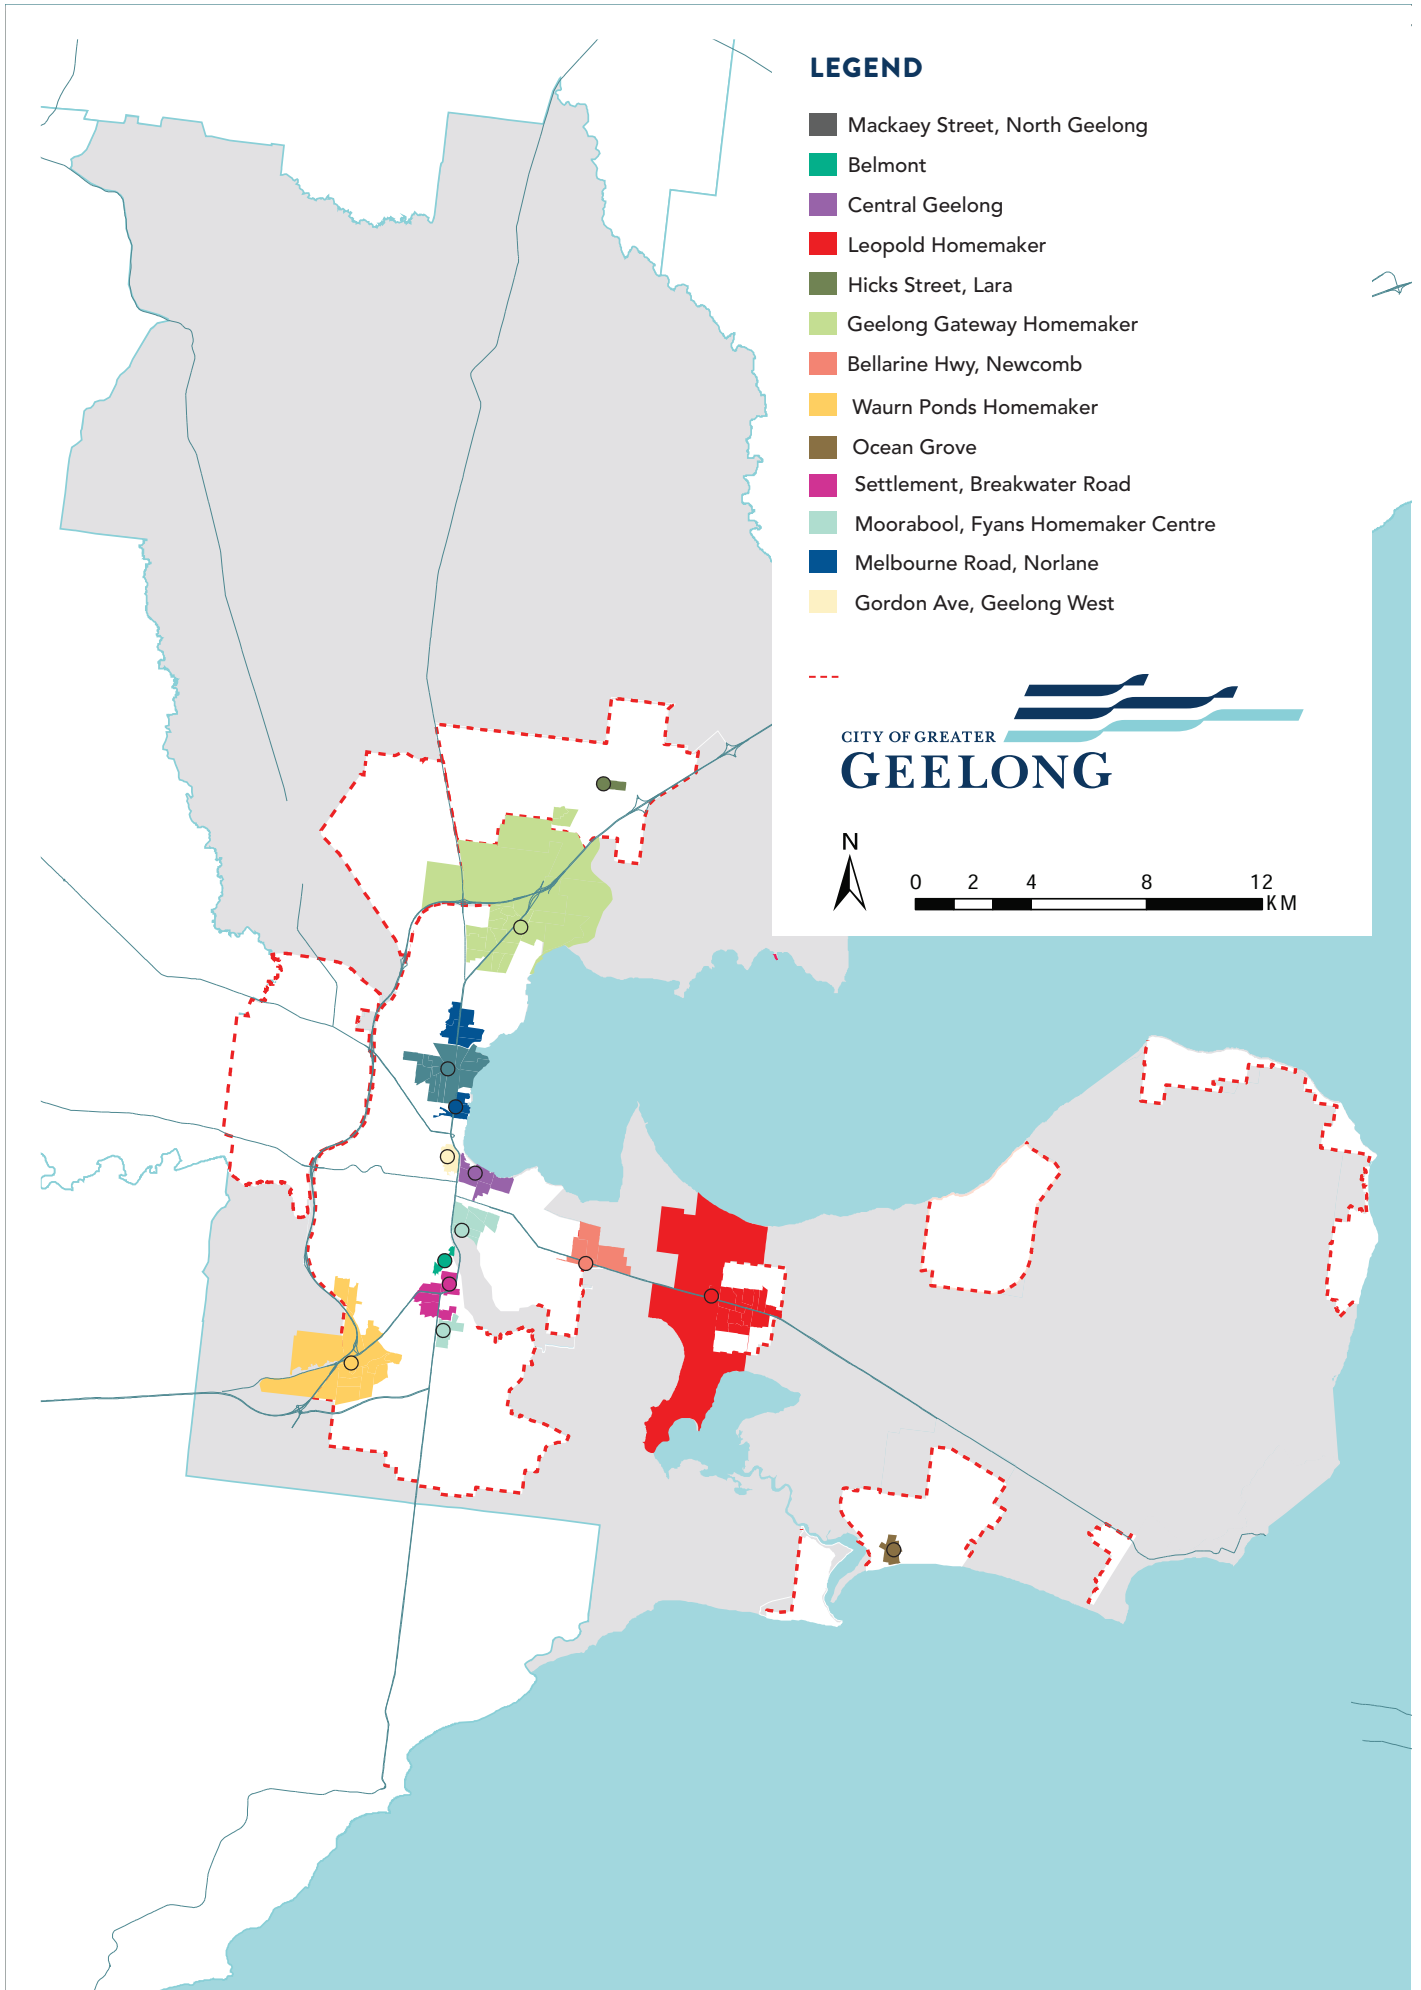 LEGEND
Mackaey Street, North Geelong
Belmont
Central Geelong
Leopold Homemaker
Hicks Street, Lara
Geelong Gateway Homemaker
Bellarine Hwy, Newcomb
Waurn Ponds Homemaker
Ocean Grove
Settlement, Breakwater Road
Moorabool, Fyans Homemaker Centre
Melbourne Road, Norlane
Gordon Ave, Geelong West
CITY OF GREATER
GEELONG
N
0 2 4 8 12
KM